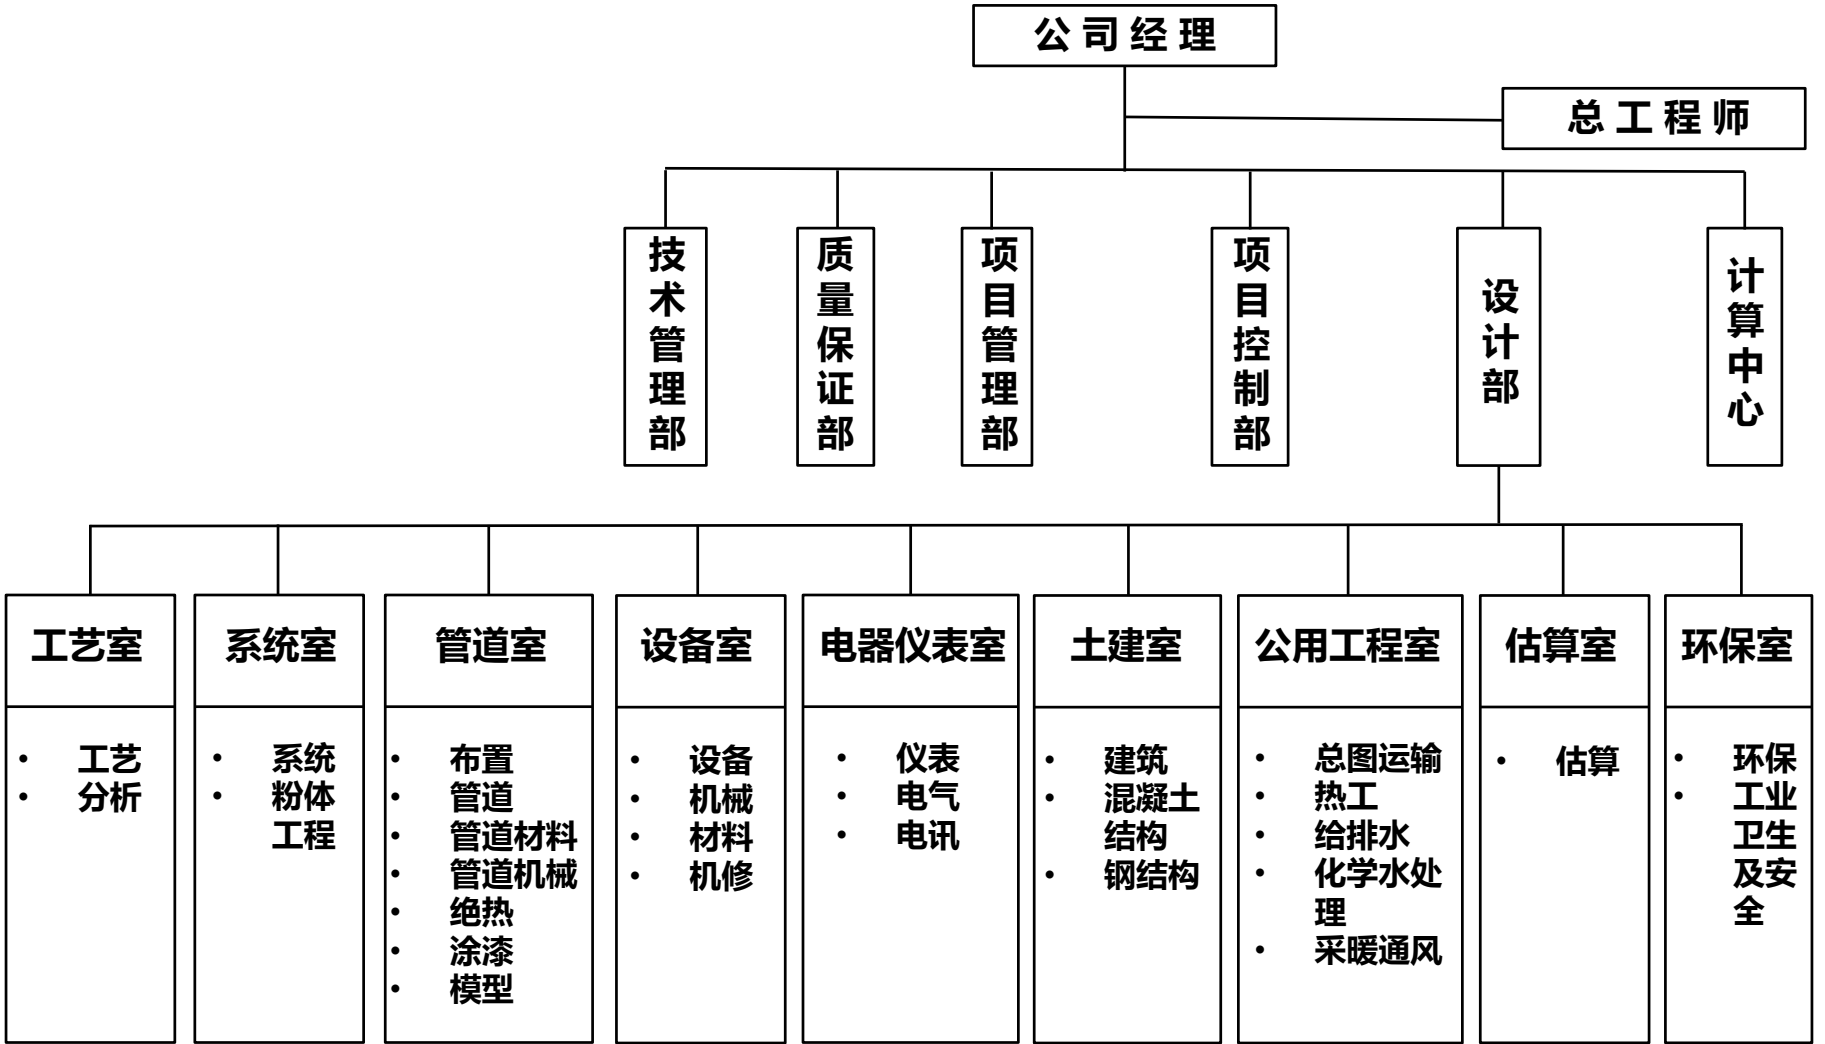 公司经理
总工程师
技术管理部
质量保证部
项目管理部
项目控制部
设计部
计算中心
工艺室
• 工艺
• 分析
系统室
• 系统
• 粉体
工程
管道室
• 布置
• 管道
• 管道材料
• 管道机械
• 绝热
• 涂漆
• 模型
设备室
• 设备
• 机械
• 材料
• 机修
电器仪表室
• 仪表
• 电气
• 电讯
土建室
• 建筑
• 混凝土
结构
• 钢结构
公用工程室
• 总图运输
• 热工
• 给排水
• 化学水处
理
• 采暖通风
估算室
• 估算
环保室
• 环保
• 工业
卫生
及安
全